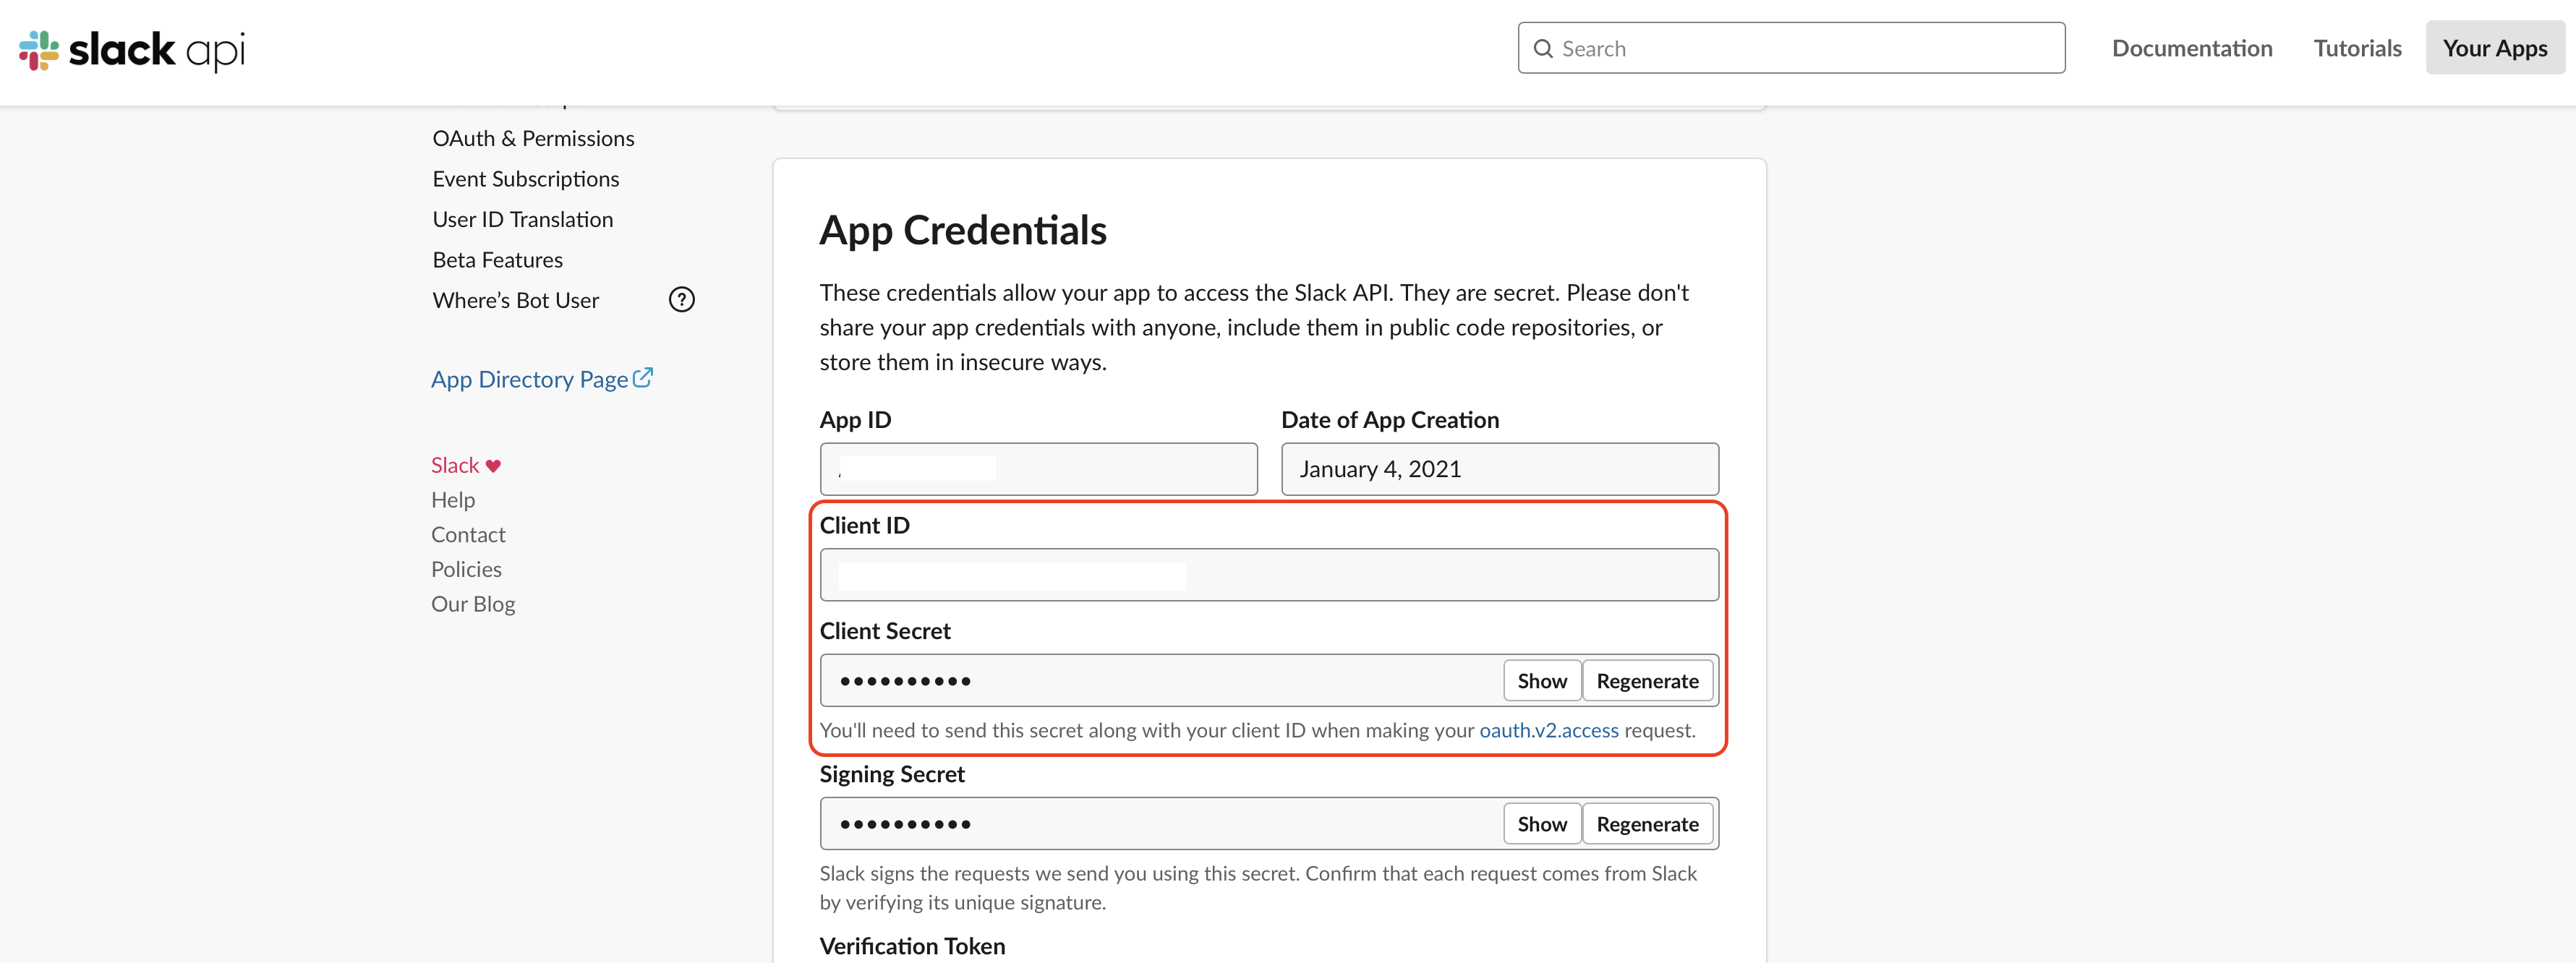 slack api
Search
Documentation
Tutorials
Your Apps
OAuth & Permissions
Event Subscriptions
User ID Translation
Beta Features
Where’s Bot User
?
App Directory Page
Slack
Help
Contact
Policies
Our Blog
App Credentials
These credentials allow your app to access the Slack API. They are secret. Please don't
share your app credentials with anyone, include them in public code repositories, or
store them in insecure ways.
App ID
Date of App Creation
January 4, 2021
Client ID
Client Secret
••••••••••
Show
Regenerate
You'll need to send this secret along with your client ID when making your oauth.v2.access request.
Signing Secret
••••••••••
Show
Regenerate
Slack signs the requests we send you using this secret. Confirm that each request comes from Slack
by verifying its unique signature.
Verification Token